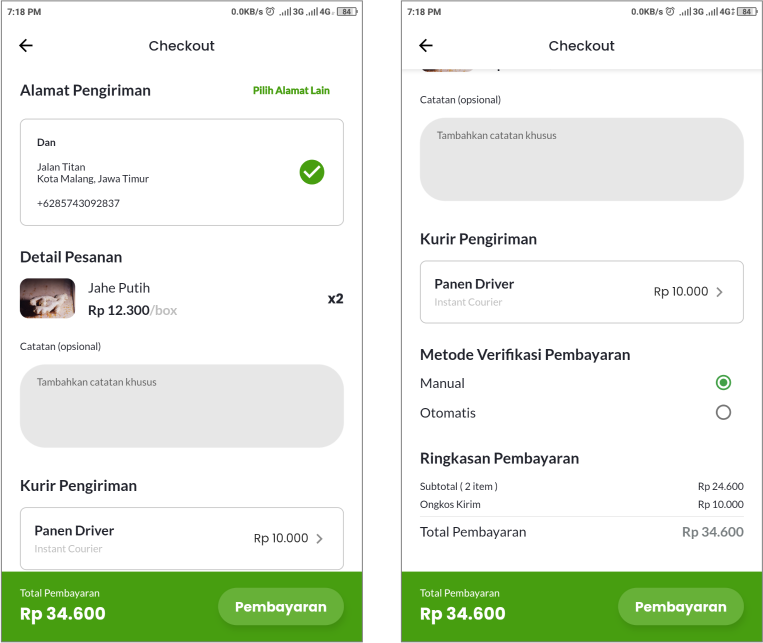 7:18 PM 0.0KB/s 3G 4G 84
Checkout
Alamat Pengiriman Pilih Alamat Lain
Dan
Jalan Titan
Kota Malang, Jawa Timur
+6285743092837
Detail Pesanan
Jahe Putih
Rp 12.300/box x2
Catatan (opsional)
Tambahkan catatan khusus
Kurir Pengiriman
Panen Driver Rp 10.000
Instant Courier
Total Pembayaran
Rp 34.600 Pembayaran
7:18 PM 0.0KB/s 3G 4G 84
Checkout
Catatan (opsional)
Tambahkan catatan khusus
Kurir Pengiriman
Panen Driver Rp 10.000
Instant Courier
Metode Verifikasi Pembayaran
Manual
Otomatis
Ringkasan Pembayaran
Subtotal ( 2 item ) Rp 24.600
Ongkos Kirim Rp 10.000
Total Pembayaran Rp 34.600
Total Pembayaran
Rp 34.600 Pembayaran